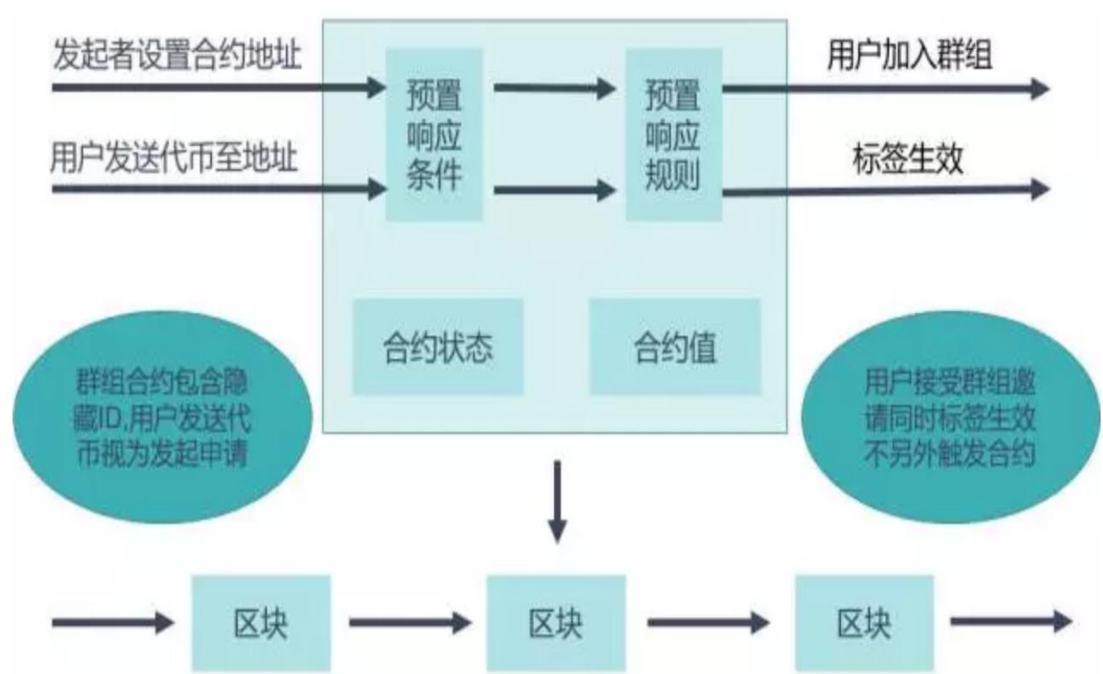 发起者设置合约地址
用户发送代币至地址
预置
响应
条件
预置
响应
规则
用户加入群组
标签生效
合约状态
合约值
群组合约包含隐
藏ID,用户发送代
币视为发起申请
用户接受群组邀
请同时标签生效
不另外触发合约
区块
区块
区块